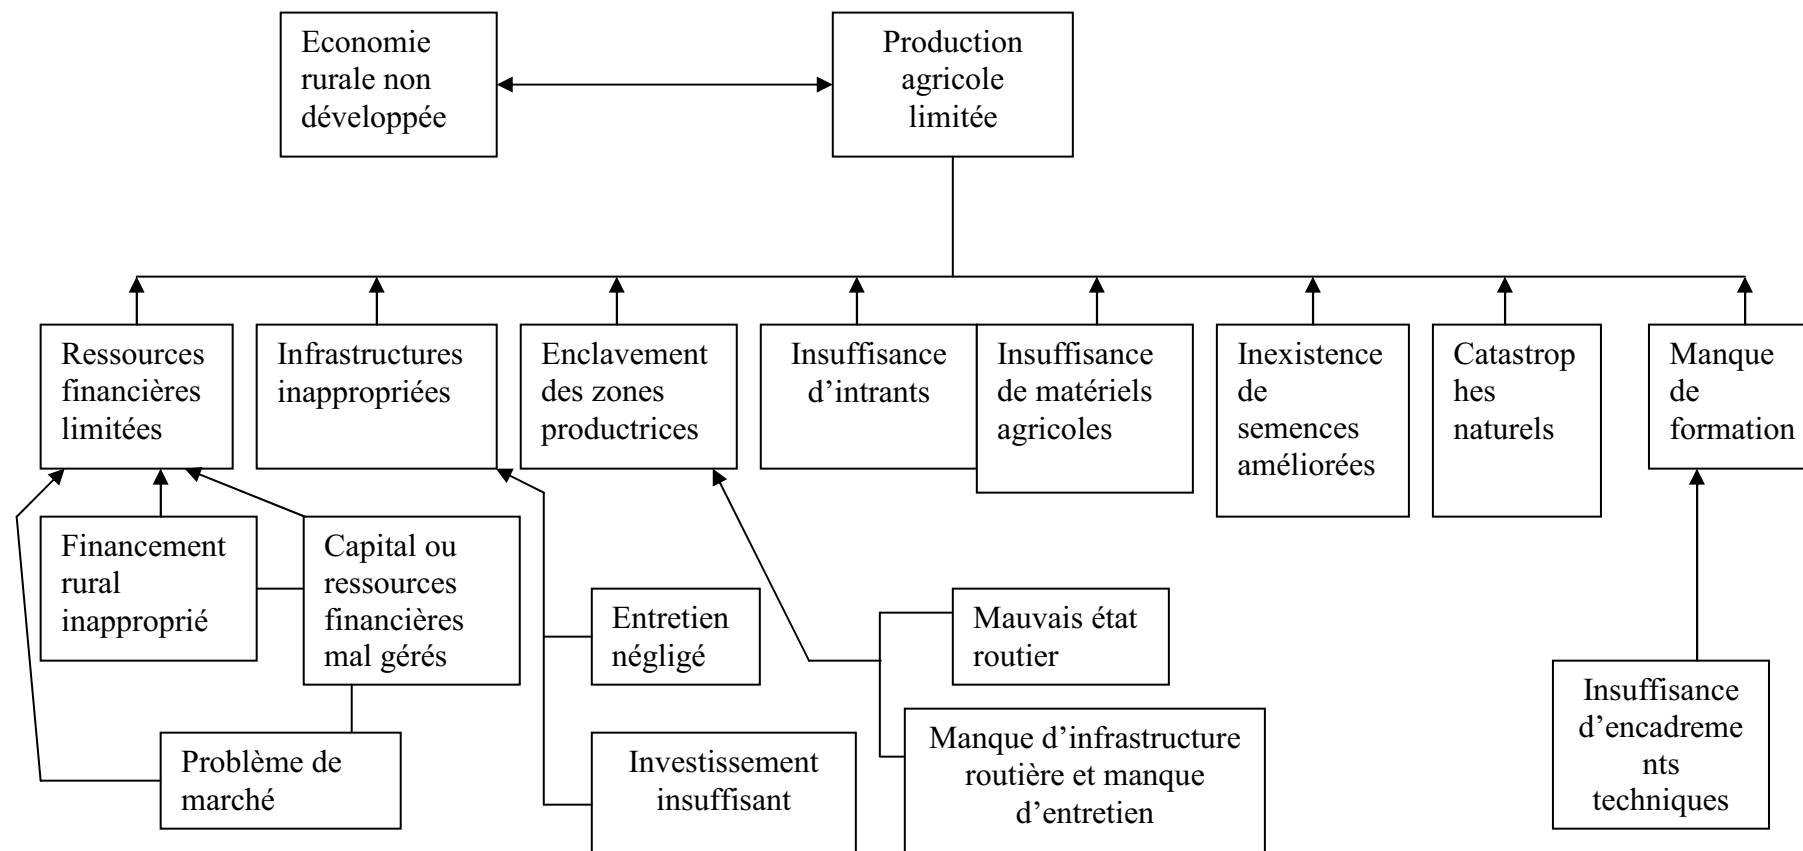 Economie
rurale non
développée
Production
agricole
limitée
Ressources
financières
limitées
Infrastructures
inappropriées
Enclavement
des zones
productrices
Insuffisance
d’intrants
Insuffisance
de matériels
agricoles
Inexistence
de
semences
améliorées
Catastrop
hes
naturels
Manque
de
formation
Financement
rural
inapproprié
Capital ou
ressources
financières
mal gérés
Entretien
négligé
Mauvais état
routier
Insuffisance
d’encadreme
nts
techniques
Problème de
marché
Investissement
insuffisant
Manque d’infrastructure
routière et manque
d’entretien